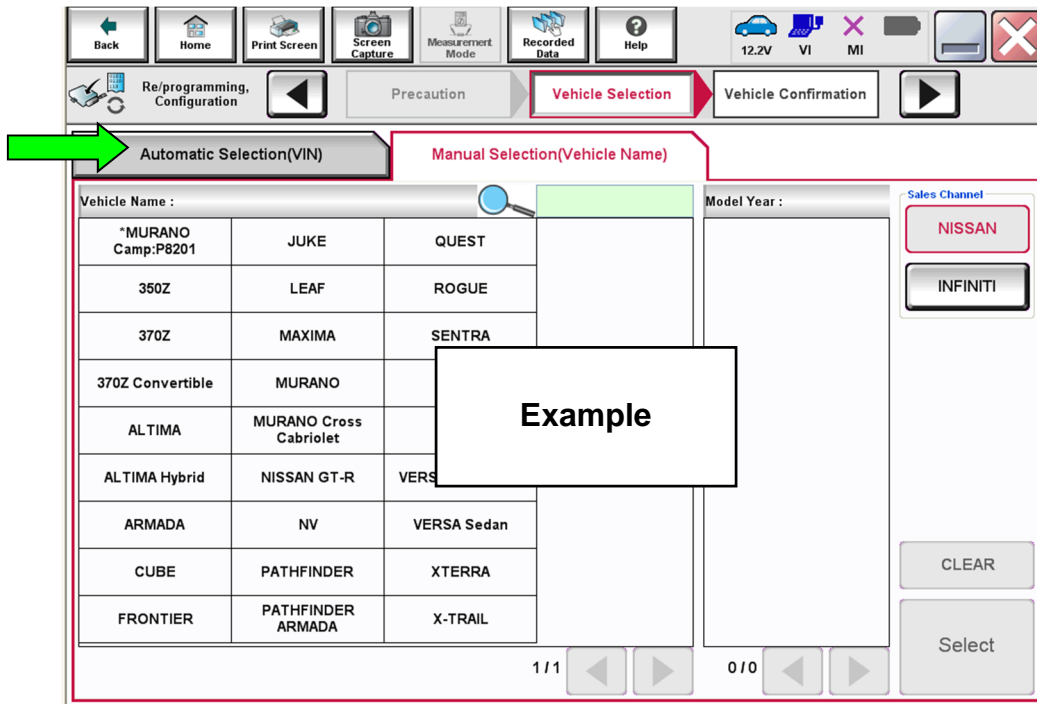 Back
Home
Print Screen
Screen
Capture
Measurement
Mode
Recorded
Data
Help
12.2V
VI
MI
Re/programming,
Configuration
Precaution
Vehicle Selection
Vehicle Confirmation
Automatic Selection(VIN)
Manual Selection(Vehicle Name)
Vehicle Name :
Model Year :
Sales Channel
*MURANO
Camp:P8201
JUKE
QUEST
NISSAN
350Z
LEAF
ROGUE
INFINITI
370Z
MAXIMA
SENTRA
370Z Convertible
MURANO
Example
ALTIMA
MURANO Cross
Cabriolet
ALTIMA Hybrid
NISSAN GT-R
VERS
ARMADA
NV
VERSA Sedan
CUBE
PATHFINDER
XTERRA
CLEAR
FRONTIER
PATHFINDER
ARMADA
X-TRAIL
Select
1/1
0/0